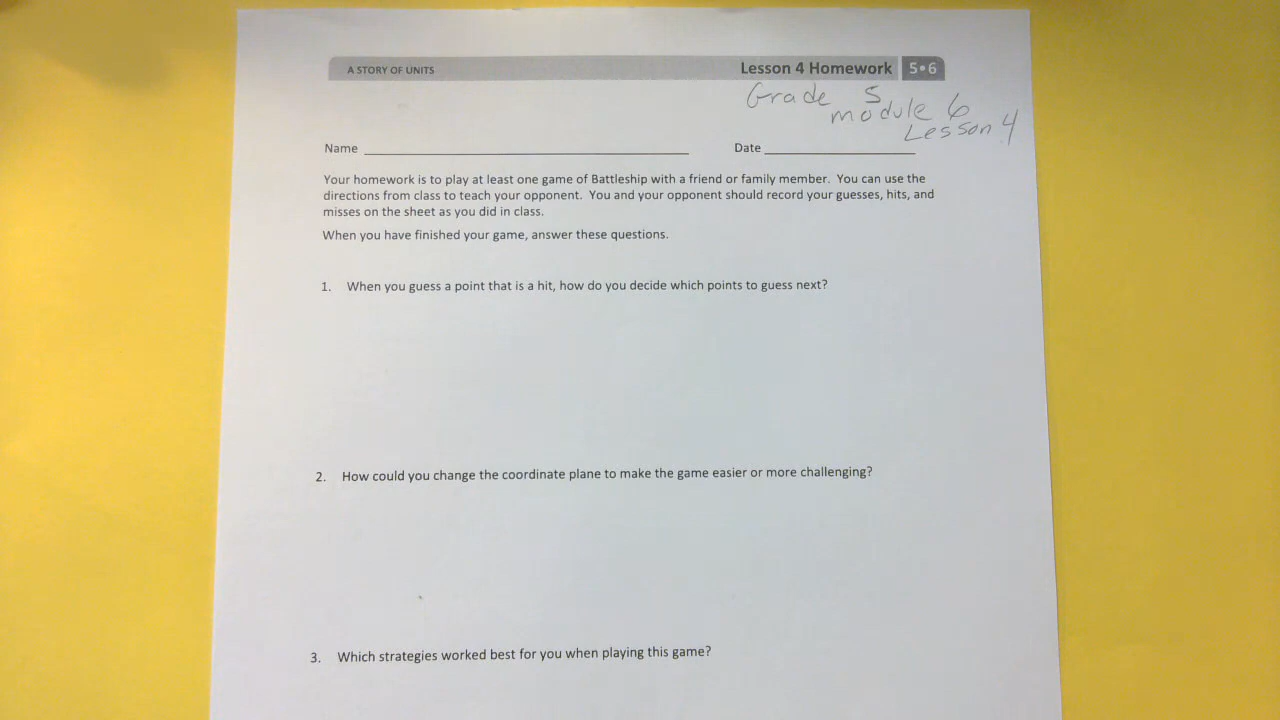 A STORY OF UNITS
Lesson 4 Homework 5•6
Grade 5
module 6
Lesson 4
Name
Date
Your homework is to play at least one game of Battleship with a friend or family member. You can use the
directions from class to teach your opponent. You and your opponent should record your guesses, hits, and
misses on the sheet as you did in class.
When you have finished your game, answer these questions.
1. When you guess a point that is a hit, how do you decide which points to guess next?
2. How could you change the coordinate plane to make the game easier or more challenging?
3. Which strategies worked best for you when playing this game?